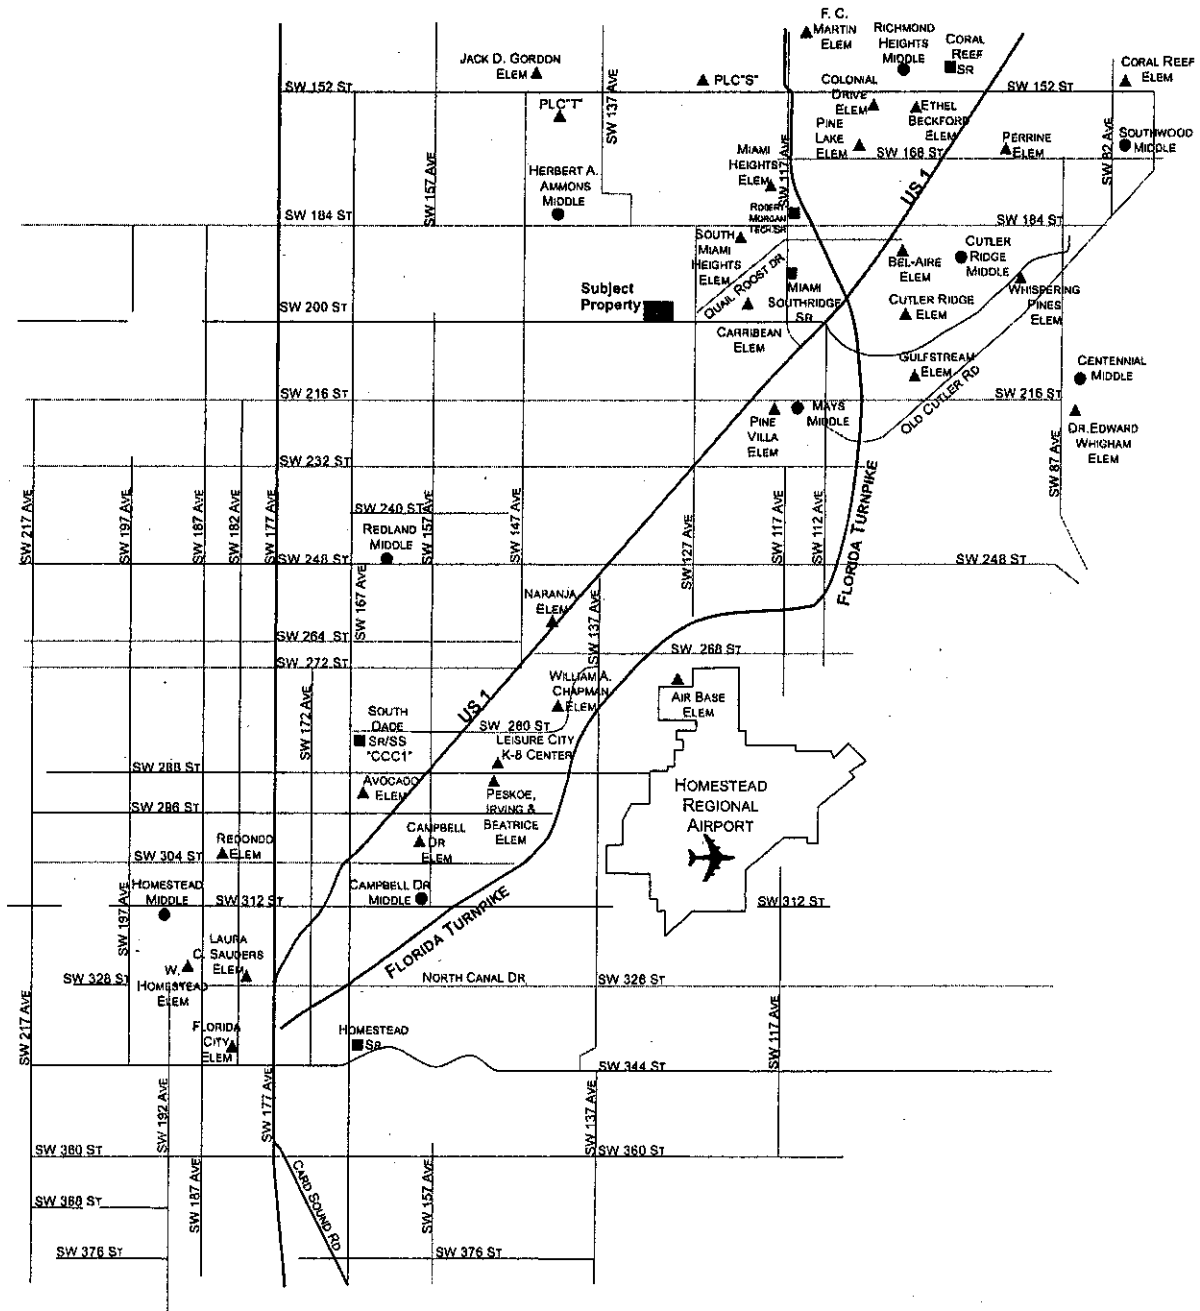 F. C.
MARTIN
ELEM
RICHMOND
HEIGHTS
MIDDLE
CORAL
REEF
SR
JACK D. GORDON
ELEM
PLC"S"
CORAL REEF
ELEM
SW 152 ST
SW 137 AVE
COLONIAL
DRIVE
ELEM
SW 152 ST
PLC"T"
ETHEL
BECKFORD
ELEM
PINE
LAKE
ELEM
PERRINE
ELEM
SW 82 AVE
SOUTHWOOD
MIDDLE
SW 168 ST
MIAMI
HEIGHTS
ELEM
SW 117 AVE
US 1
HERBERT A.
AMMONS
MIDDLE
SW 157 AVE
ROBERT
MORGAN
TECH SR
SW 184 ST
SW 184 ST
SOUTH
MIAMI
HEIGHTS
ELEM
QUAIL ROOST DR
BEL-AIRE
ELEM
CUTLER
RIDGE
MIDDLE
MIAMI
SOUTHRIDGE
SR
WHISPERING
PINES
ELEM
Subject
Property
CUTLER RIDGE
ELEM
SW 200 ST
CARRIBEAN
ELEM
GULFSTREAM
ELEM
CENTENNIAL
MIDDLE
OLD CUTLER RD
SW 216 ST
SW 216 ST
PINE
VILLA
ELEM
MAYS
MIDDLE
DR.EDWARD
WHIGHAM
ELEM
SW 87 AVE
SW 232 ST
SW 217 AVE
SW 197 AVE
SW 187 AVE
SW 182 AVE
SW 177 AVE
SW 240 ST
SW 157 AVE
SW 147 AVE
SW 127 AVE
SW 117 AVE
SW 112 AVE
FLORIDA TURNPIKE
REDLAND
MIDDLE
SW 248 ST
SW 248 ST
SW 167 AVE
NARANJA
ELEM
SW 137 AVE
SW 264 ST
SW 268 ST
SW 272 ST
WILLIAM A.
CHAPMAN
ELEM
AIR BASE
ELEM
US 1
SW 172 AVE
SOUTH
DADE
SR/SS
"CCC1"
SW 280 ST
LEISURE CITY
K-8 CENTER
SW 288 ST
AVOCADO
ELEM
PESKOE,
IRVING &
BEATRICE
ELEM
HOMESTEAD
REGIONAL
AIRPORT
SW 296 ST
REDONDO
ELEM
CAMPBELL
DR
ELEM
SW 304 ST
HOMESTEAD
MIDDLE
CAMPBELL DR
MIDDLE
SW 312 ST
SW 312 ST
SW 197 AVE
FLORIDA TURNPIKE
LAURA
C. SAUDERS
ELEM
W.
HOMESTEAD
ELEM
SW 328 ST
NORTH CANAL DR
SW 328 ST
SW 217 AVE
SW 117 AVE
FLORIDA
CITY
ELEM
HOMESTEAD
SR
SW 344 ST
SW 192 AVE
SW 177 AVE
SW 137 AVE
SW 360 ST
SW 360 ST
CARD SOUND RD
SW 187 AVE
SW 157 AVE
SW 368 ST
SW 376 ST
SW 376 ST